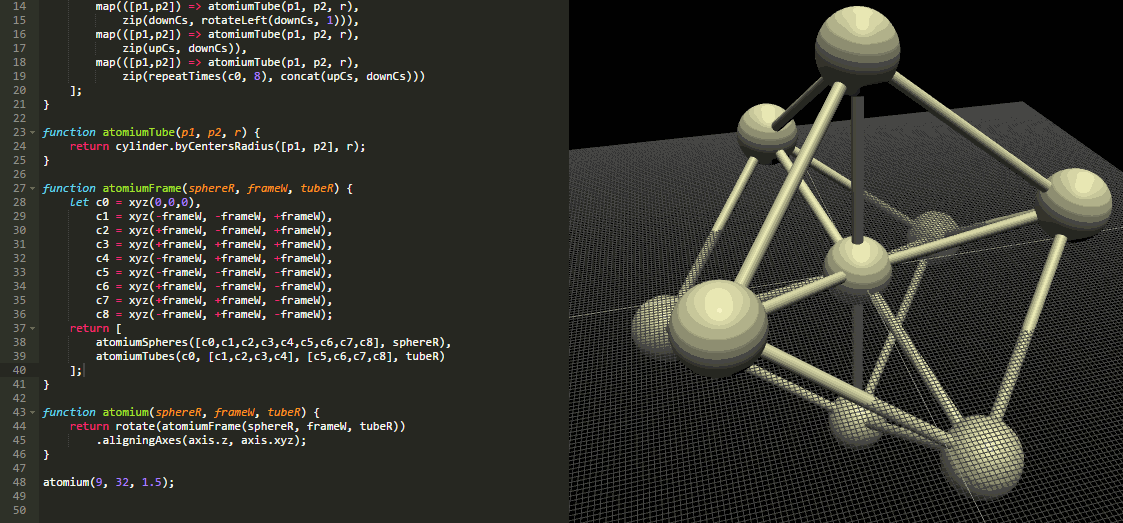 14 map(([p1,p2]) => atomiumTube(p1, p2, r),
15 zip(downCs, rotateLeft(downCs, 1))),
16 map(([p1,p2]) => atomiumTube(p1, p2, r),
17 zip(upCs, downCs)),
18 map(([p1,p2]) => atomiumTube(p1, p2, r),
19 zip(repeatTimes(c0, 8), concat(upCs, downCs)))
20 ];
21 }
22
23 function atomiumTube(p1, p2, r) {
24 return cylinder.byCentersRadius([p1, p2], r);
25 }
26
27 function atomiumFrame(sphereR, frameW, tubeR) {
28 let c0 = xyz(0,0,0),
29 c1 = xyz(-frameW, -frameW, +frameW),
30 c2 = xyz(+frameW, -frameW, +frameW),
31 c3 = xyz(+frameW, +frameW, +frameW),
32 c4 = xyz(-frameW, +frameW, +frameW),
33 c5 = xyz(-frameW, -frameW, -frameW),
34 c6 = xyz(+frameW, -frameW, -frameW),
35 c7 = xyz(+frameW, +frameW, -frameW),
36 c8 = xyz(-frameW, +frameW, -frameW);
37 return [
38 atomiumSpheres([c0,c1,c2,c3,c4,c5,c6,c7,c8], sphereR),
39 atomiumTubes(c0, [c1,c2,c3,c4], [c5,c6,c7,c8], tubeR)
40 ];
41 }
42
43 function atomium(sphereR, frameW, tubeR) {
44 return rotate(atomiumFrame(sphereR, frameW, tubeR))
45 .aligningAxes(axis.z, axis.xyz);
46 }
47
48 atomium(9, 32, 1.5);
49
50